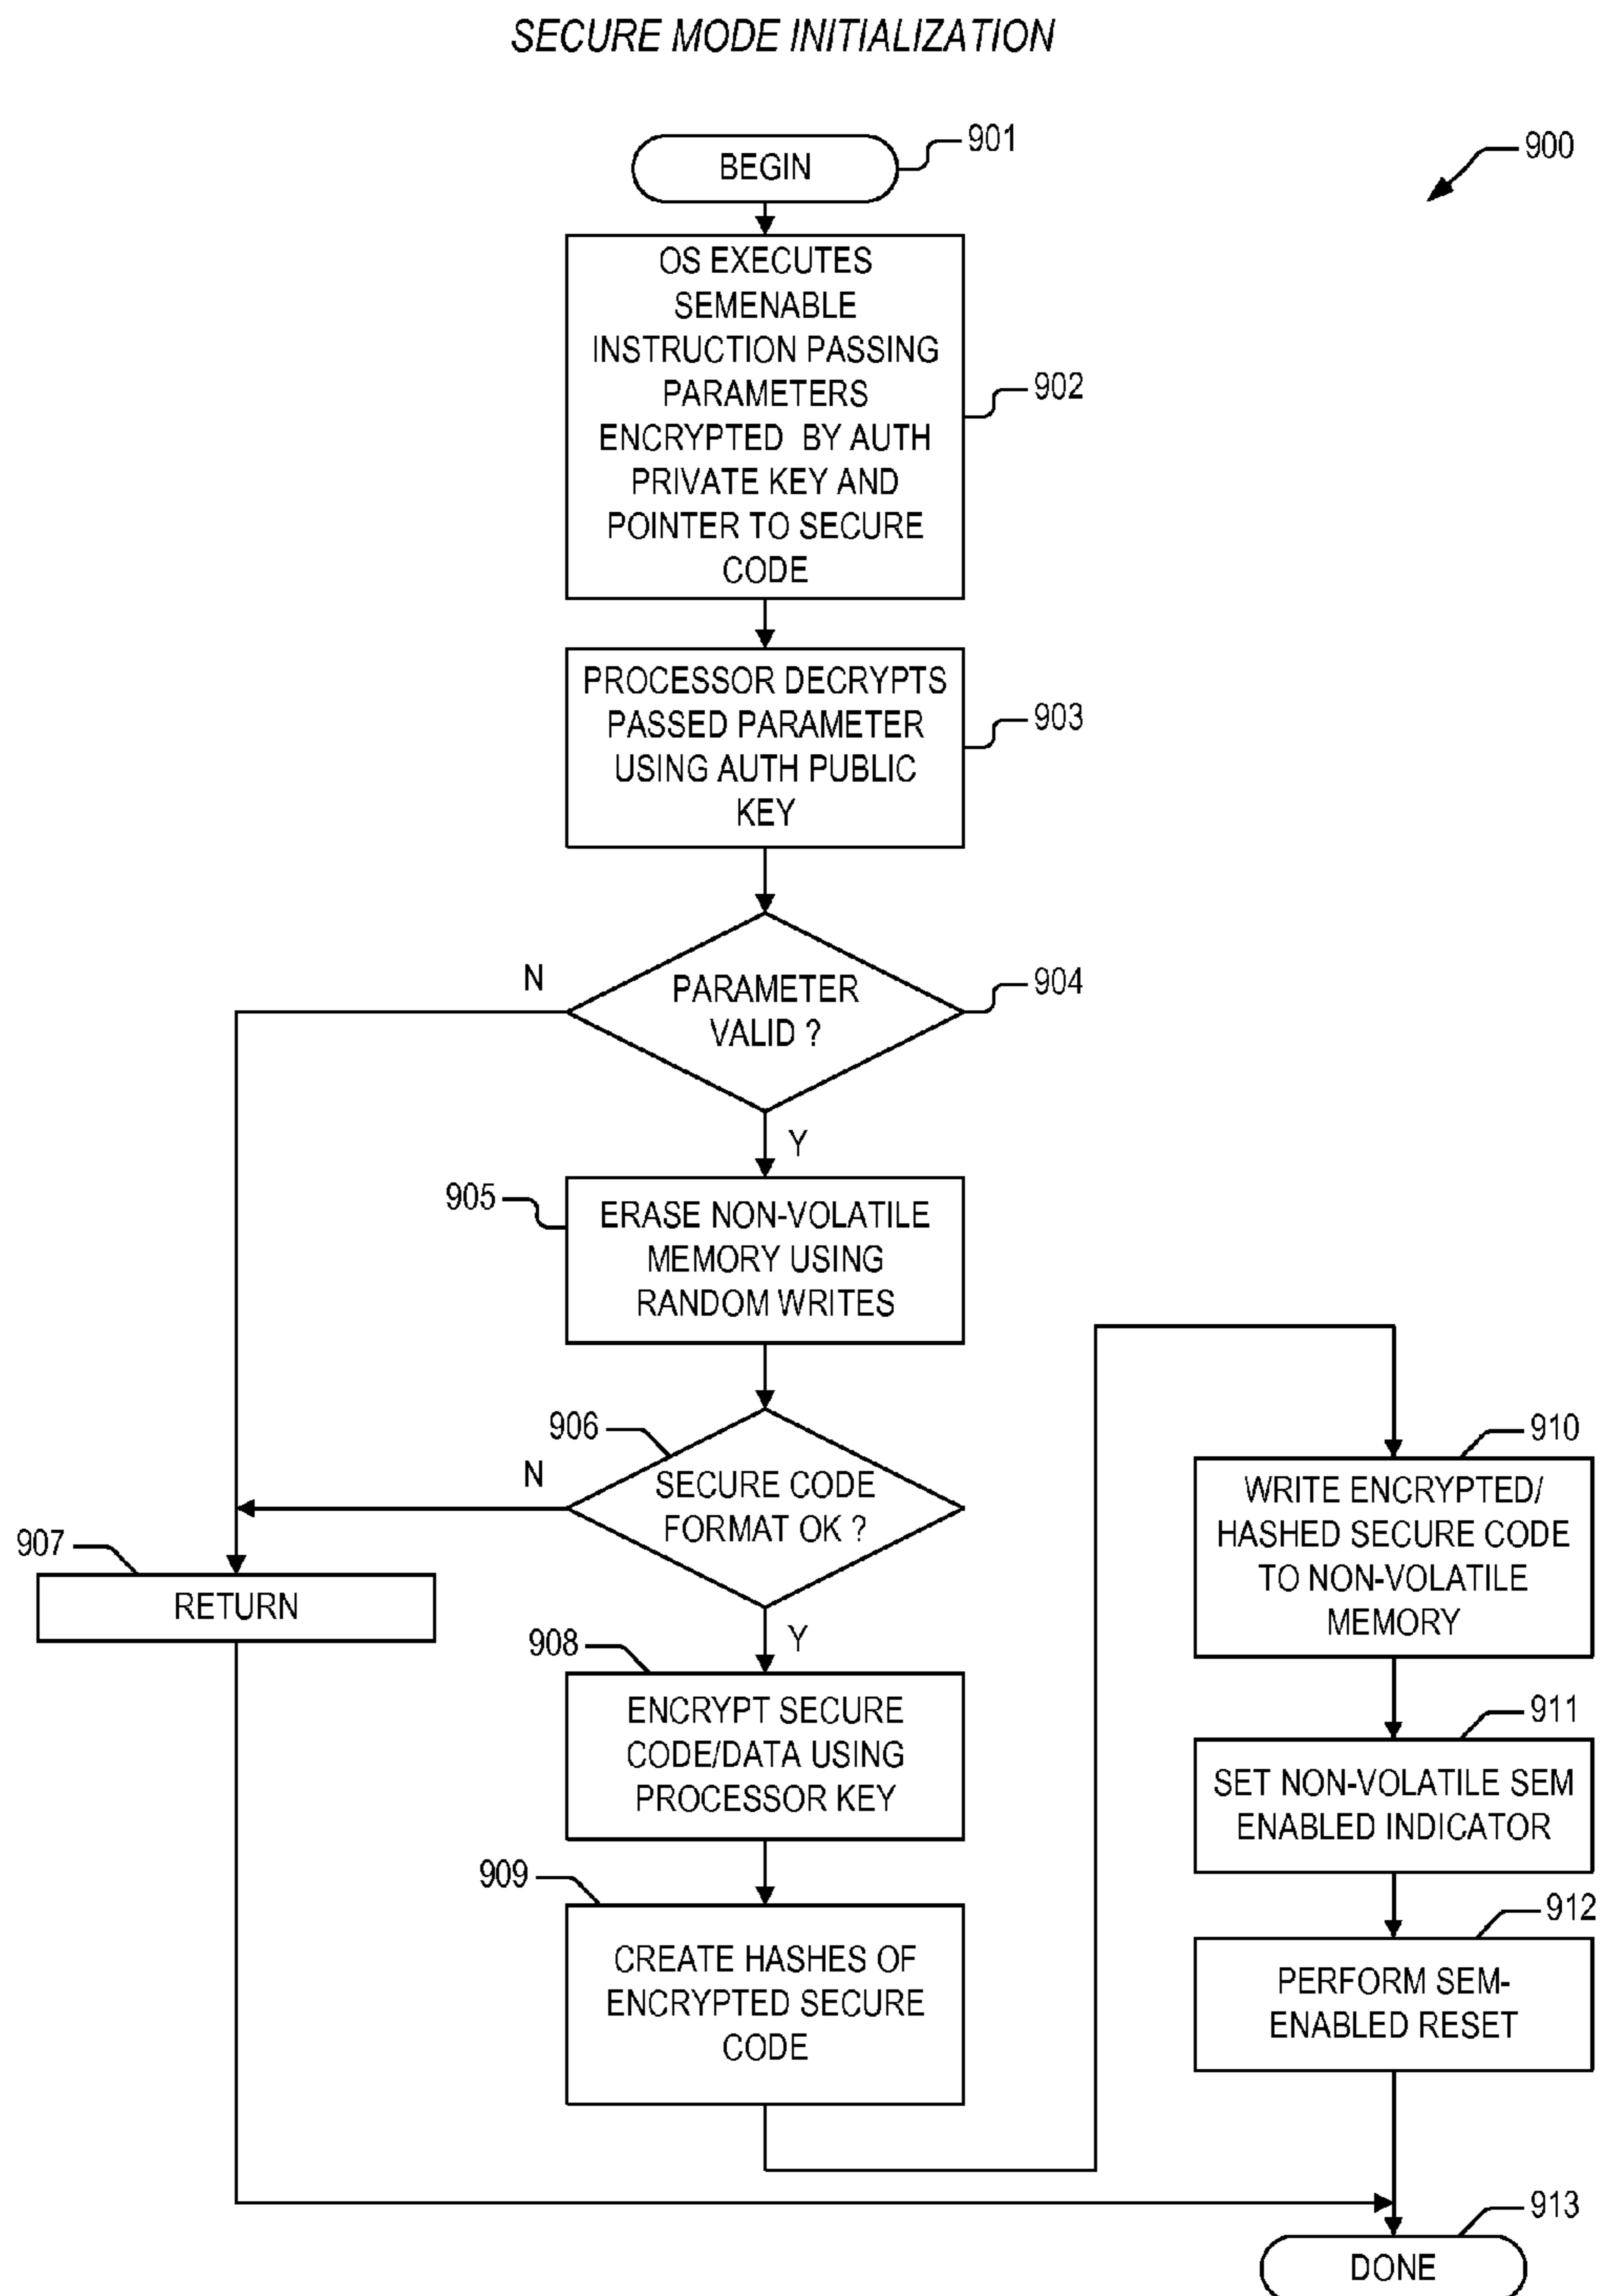 SECURE MODE INITIALIZATION
900
BEGIN
901
OS EXECUTES
SEMENABLE
INSTRUCTION PASSING
PARAMETERS
ENCRYPTED BY AUTH
PRIVATE KEY AND
POINTER TO SECURE
CODE
902
PROCESSOR DECRYPTS
PASSED PARAMETER
USING AUTH PUBLIC
KEY
903
PARAMETER
VALID ?
904
N
Y
905
ERASE NON-VOLATILE
MEMORY USING
RANDOM WRITES
906
SECURE CODE
FORMAT OK ?
N
Y
907
RETURN
908
ENCRYPT SECURE
CODE/DATA USING
PROCESSOR KEY
909
CREATE HASHES OF
ENCRYPTED SECURE
CODE
910
WRITE ENCRYPTED/
HASHED SECURE CODE
TO NON-VOLATILE
MEMORY
911
SET NON-VOLATILE SEM
ENABLED INDICATOR
912
PERFORM SEM-
ENABLED RESET
913
DONE